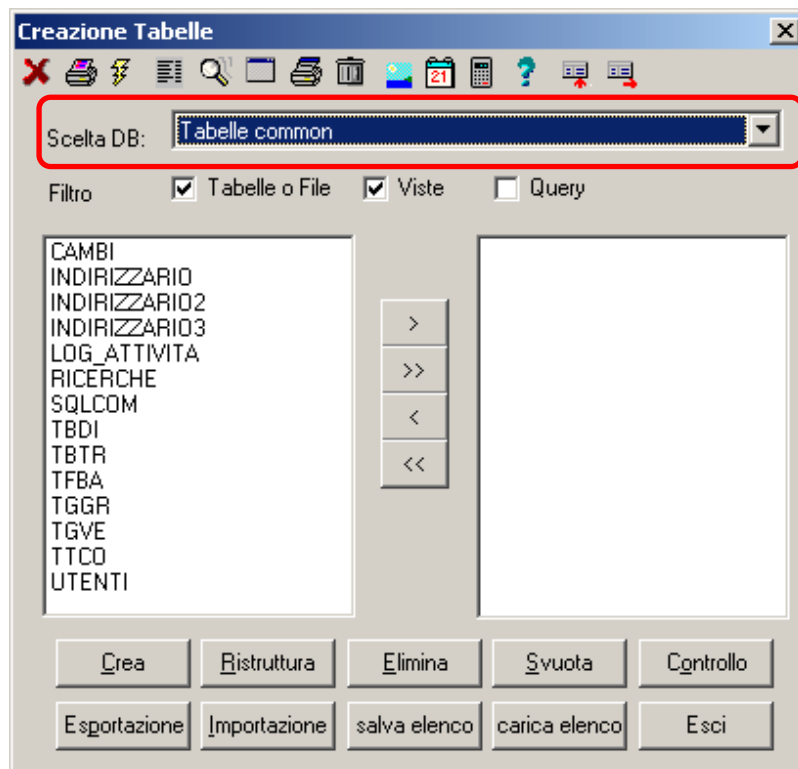 Creazione Tabelle
21
Scelta DB: Tabelle common
Filtro Tabelle o File Viste Query
CAMBI
INDIRIZZARIO
INDIRIZZARIO2
INDIRIZZARIO3
LOG_ATTIVITA
RICERCHE
SQLCOM
TBDI
TBTR
TFBA
TGGR
TGVE
TTCO
UTENTI
>
>>
<
<<
Crea Ristruttura Elimina Svuota Controllo
Esportazione Importazione salva elenco carica elenco Esci